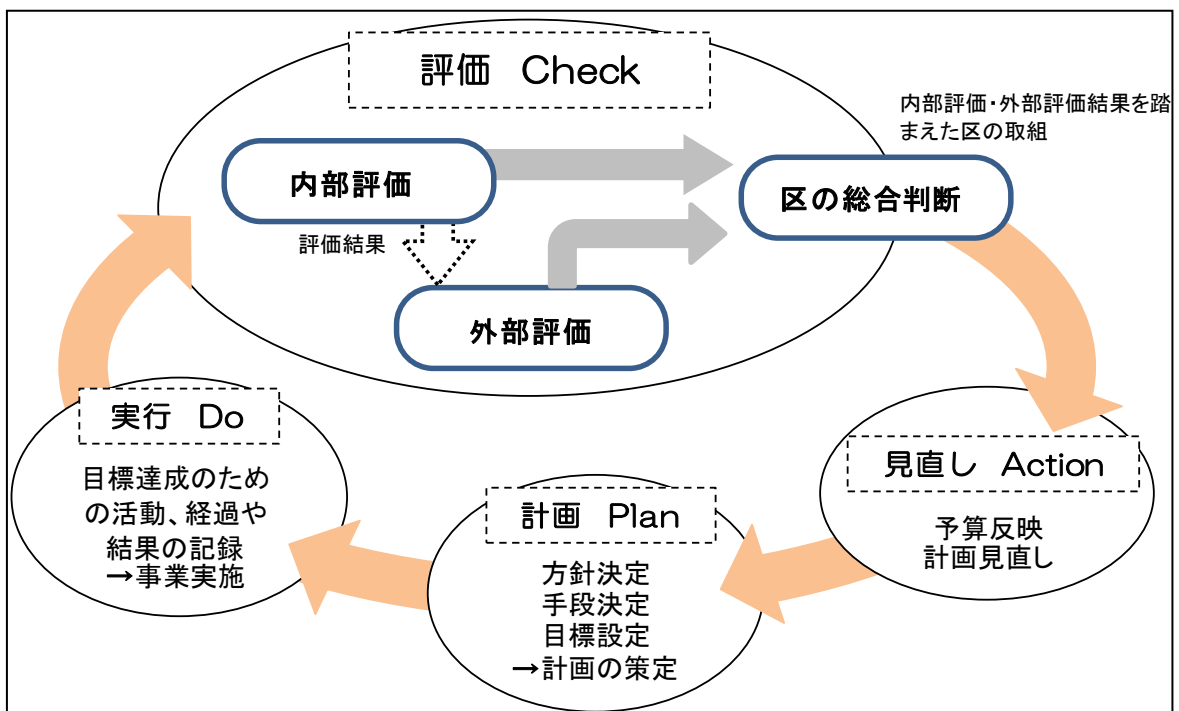 評価 Check
内部評価・外部評価結果を踏
まえた区の取組
内部評価
区の総合判断
評価結果
外部評価
実行 Do
目標達成のため
の活動、経過や
結果の記録
→事業実施
計画 Plan
方針決定
手段決定
目標設定
→計画の策定
見直し Action
予算反映
計画見直し